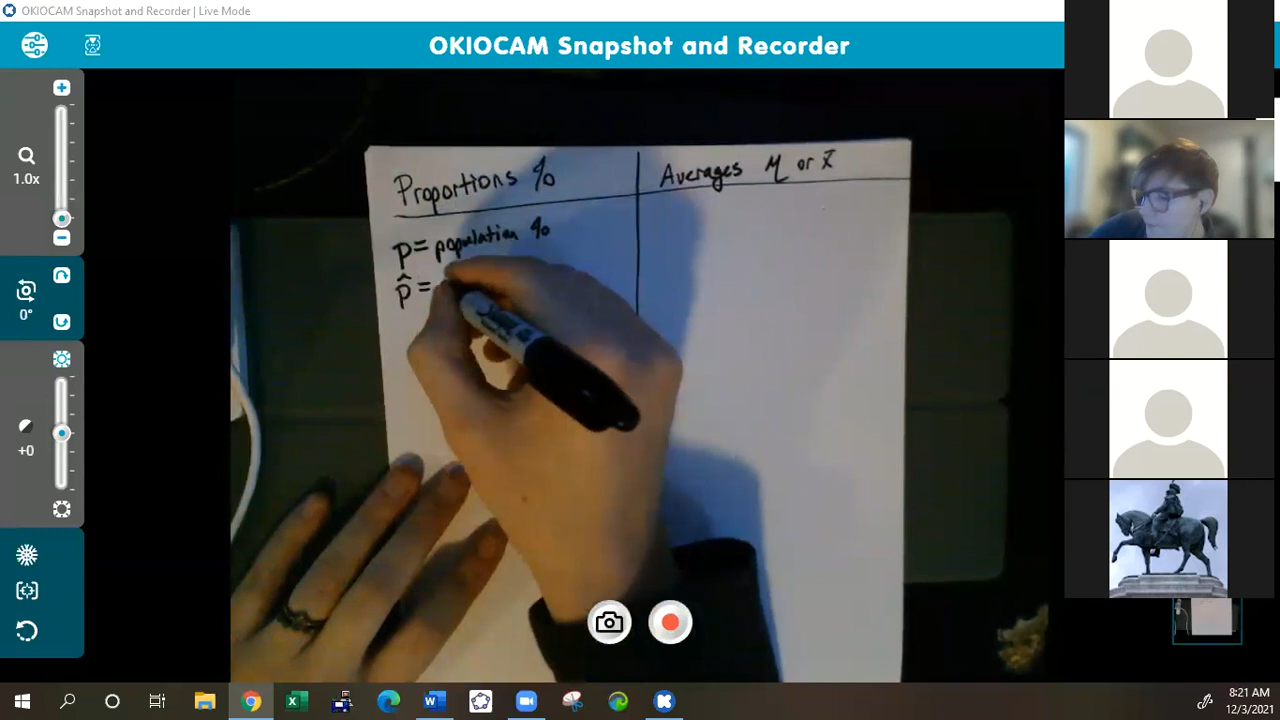 OKIOCAM Snapshot and Recorder | Live Mode
OKIOCAM Snapshot and Recorder
1.0x
0°
+0
Proportions %
Averages M or x̄
p = population %
p̂ =
8:21 AM
12/3/2021